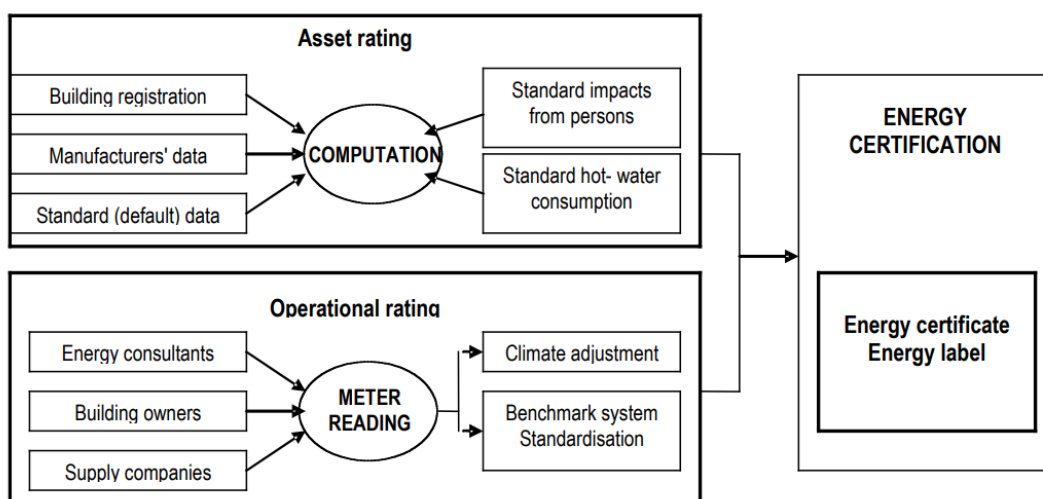 Asset rating
Building registration
Manufacturers' data
Standard (default) data
COMPUTATION
Standard impacts
from persons
Standard hot- water
consumption
Operational rating
Energy consultants
Building owners
Supply companies
METER
READING
Climate adjustment
Benchmark system
Standardisation
ENERGY
CERTIFICATION
Energy certificate
Energy label